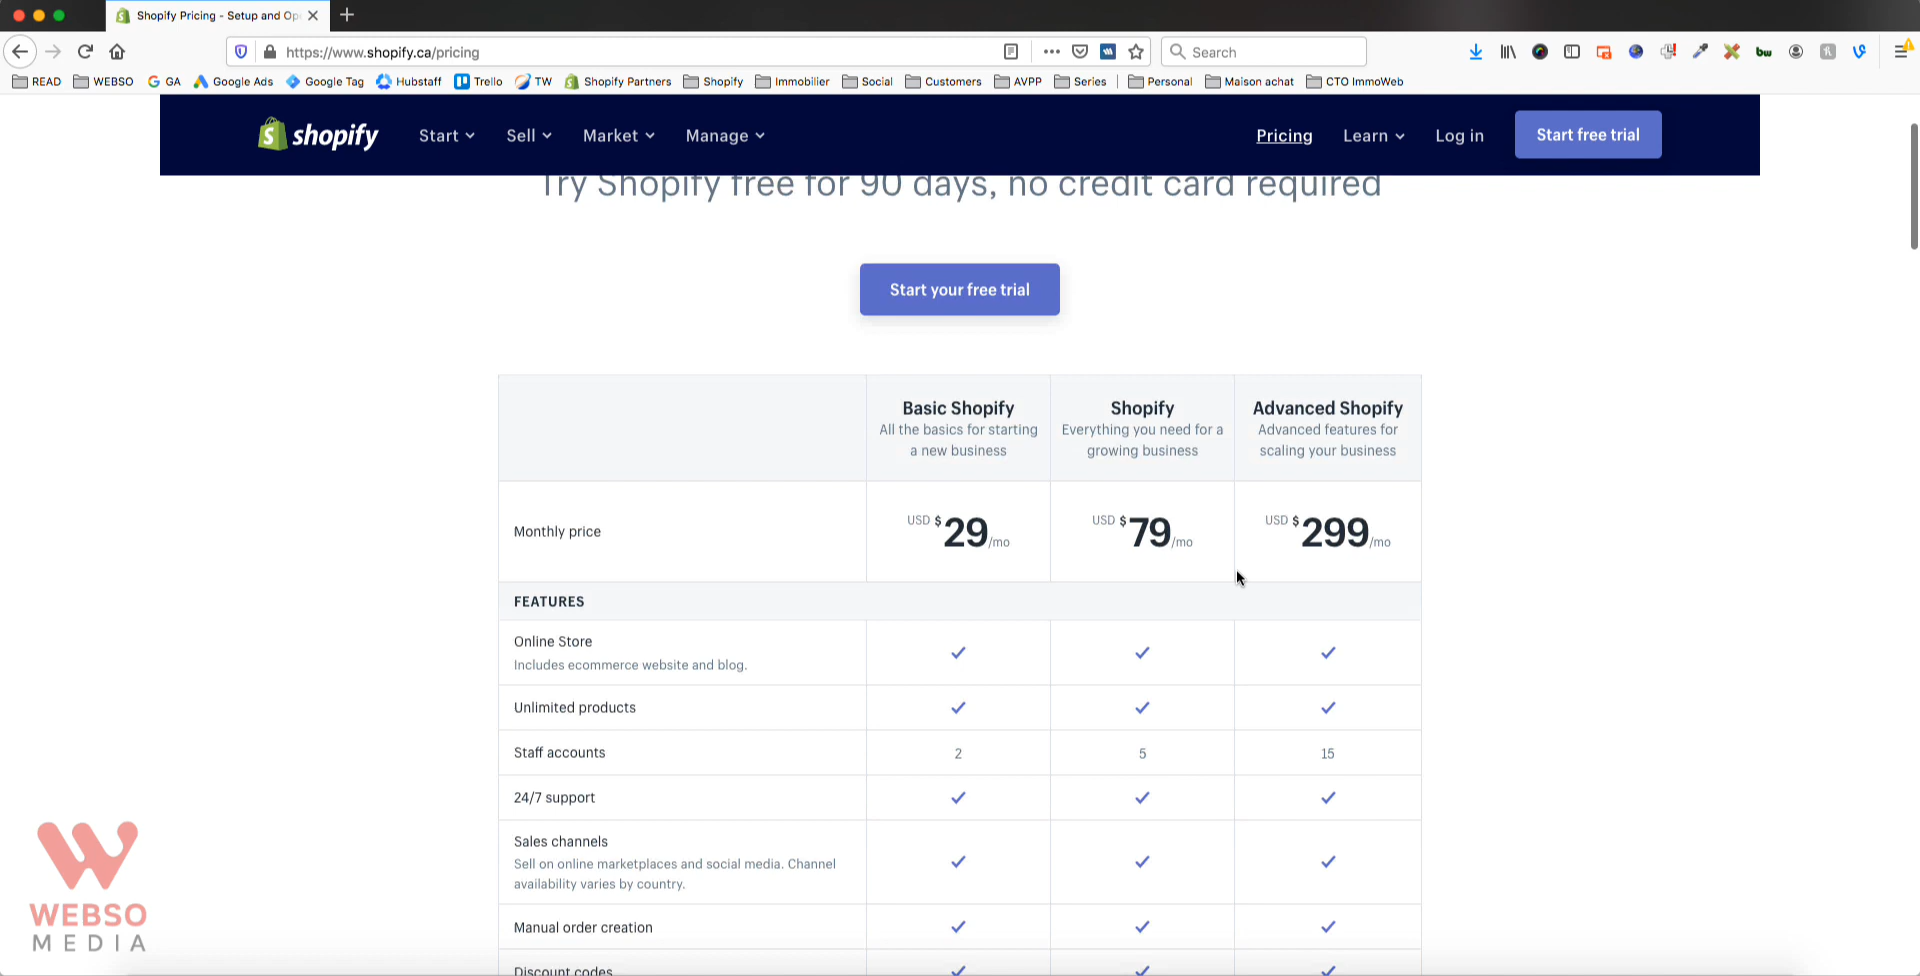 Shopify Pricing - Setup and Op
https://www.shopify.ca/pricing
Search
READ WEBSO GA Google Ads Google Tag Hubstaff Trello TW Shopify Partners Shopify Immobilier Social Customers AVPP Series Personal Maison achat CTO ImmoWeb
shopify Start Sell Market Manage Pricing Learn Log in Start free trial
Try Shopify free for 90 days, no credit card required
Start your free trial
Basic Shopify Shopify Advanced Shopify
All the basics for starting Everything you need for a Advanced features for
a new business growing business scaling your business
Monthly price USD $ 29 /mo USD $ 79 /mo USD $ 299 /mo
FEATURES
Online Store
Includes ecommerce website and blog.
Unlimited products
Staff accounts 2 5 15
24/7 support
Sales channels
Sell on online marketplaces and social media. Channel
availability varies by country.
Manual order creation
Discount codes
WEBSO
MEDIA